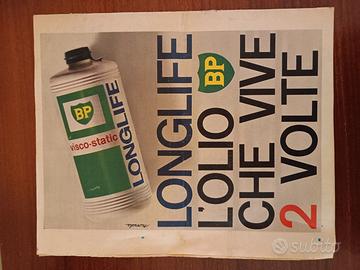 BP
visco-static
LONGLIFE
LONGLIFE
L'OLIO BP
CHE VIVE
2 VOLTE
subito